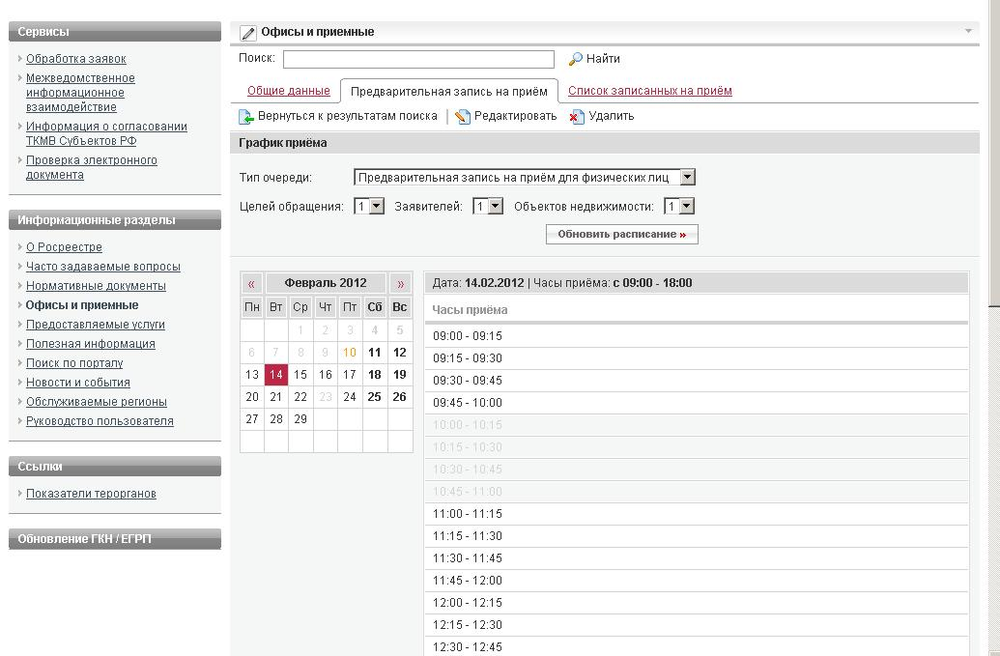 Сервисы
Обработка заявок
Межведомственное
информационное
взаимодействие
Информация о согласовании
ТКМВ Субъектов РФ
Проверка электронного
документа
Информационные разделы
О Росреестре
Часто задаваемые вопросы
Нормативные документы
Офисы и приемные
Предоставляемые услуги
Полезная информация
Поиск по порталу
Новости и события
Обслуживаемые регионы
Руководство пользователя
Ссылки
Показатели терорганов
Обновление ГКН / ЕГРП
Офисы и приемные
Поиск: Найти
Общие данные Предварительная запись на приём Список записанных на приём
Вернуться к результатам поиска | Редактировать Удалить
График приёма
Тип очереди: Предварительная запись на приём для физических лиц
Целей обращения: 1 Заявителей: 1 Объектов недвижимости: 1
Обновить расписание »
« Февраль 2012 »
Пн Вт Ср Чт Пт Сб Вс
1 2 3 4 5
6 7 8 9 10 11 12
13 14 15 16 17 18 19
20 21 22 23 24 25 26
27 28 29
Дата: 14.02.2012 | Часы приёма: с 09:00 - 18:00
Часы приёма
09:00 - 09:15
09:15 - 09:30
09:30 - 09:45
09:45 - 10:00
10:00 - 10:15
10:15 - 10:30
10:30 - 10:45
10:45 - 11:00
11:00 - 11:15
11:15 - 11:30
11:30 - 11:45
11:45 - 12:00
12:00 - 12:15
12:15 - 12:30
12:30 - 12:45